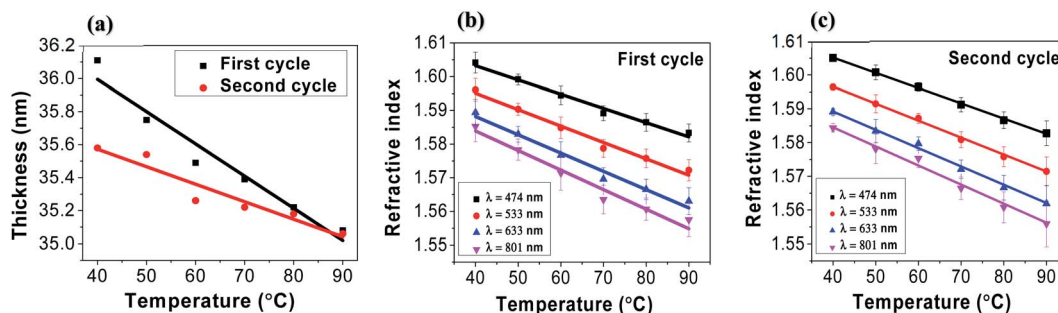 (a)
36.2
36.0
35.8
35.6
35.4
35.2
35.0
Thickness (nm)
First cycle
Second cycle
40 50 60 70 80 90
Temperature (°C)
(b)
1.61
1.60
1.59
1.58
1.57
1.56
1.55
Refractive index
First cycle
λ = 474 nm
λ = 533 nm
λ = 633 nm
λ = 801 nm
40 50 60 70 80 90
Temperature (°C)
(c)
1.61
1.60
1.59
1.58
1.57
1.56
1.55
Refractive index
Second cycle
λ = 474 nm
λ = 533 nm
λ = 633 nm
λ = 801 nm
40 50 60 70 80 90
Temperature (°C)